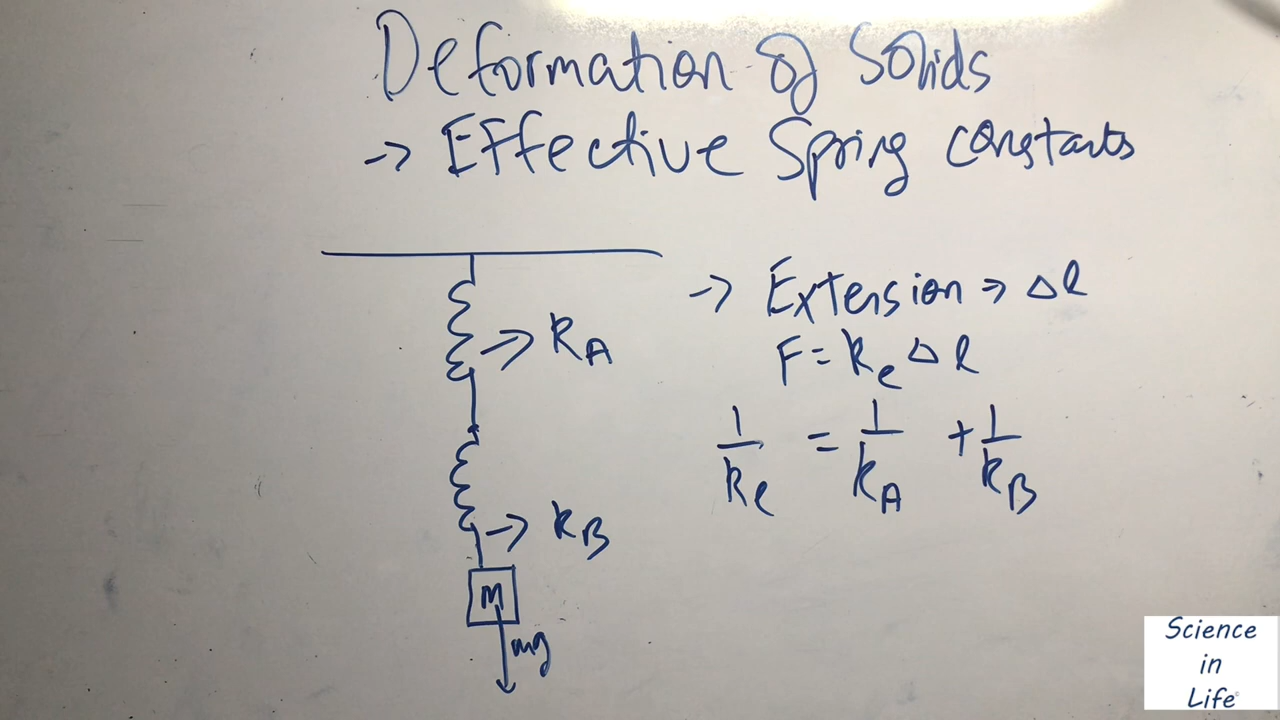 Deformation of Solids
→ Effective Spring constants
→ Extension ⇒ Δl
F = ke Δl
1/ke = 1/kA + 1/kB
→ kA
→ kB
M
mg
Science
in
Life